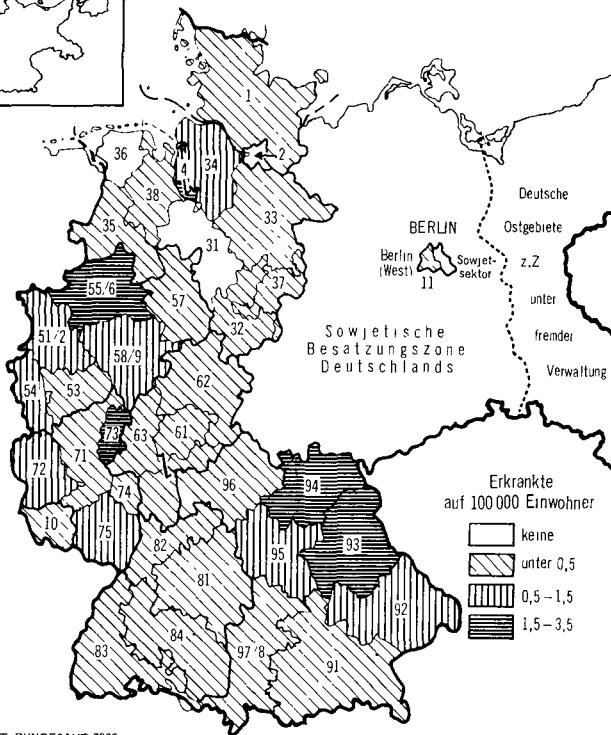 1
36
4
34
2
38
33
35
31
Deutsche
Ostgebiete
z.Z
unter
fremder
Verwaltung
BERLIN
Berlin
(West)
Sowjet-
sektor
11
37
55/6
57
32
Sowjetische
Besatzungszone
Deutschlands
51/2
58/9
62
54
53
73
63
61
71
72
74
96
94
10
75
95
93
82
81
92
83
84
97/8
91
Erkrankte
auf 100 000 Einwohner
keine
unter 0,5
0,5–1,5
1,5–3,5